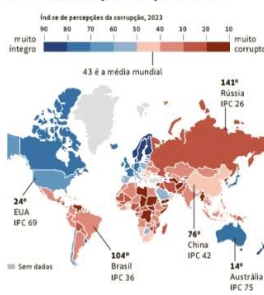 Índice de percepções da corrupção, 2023
90 80 70 60 50 40 30 20 10
muito íntegro
muito corrupto
43 é a média mundial
141º
Rússia
IPC 26
24º
EUA
IPC 69
104º
Brasil
IPC 36
76º
China
IPC 42
14º
Austrália
IPC 75
Sem dados